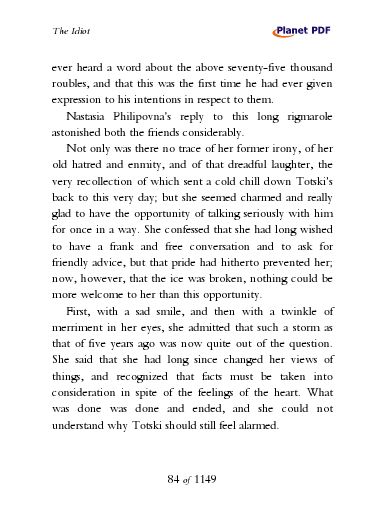 The Idiot
Planet PDF
ever heard a word about the above seventy-five thousand
roubles, and that this was the first time he had ever given
expression to his intentions in respect to them.
Nastasia Philipovna's reply to this long rigmarole
astonished both the friends considerably.
Not only was there no trace of her former irony, of her
old hatred and enmity, and of that dreadful laughter, the
very recollection of which sent a cold chill down Totski's
back to this very day; but she seemed charmed and really
glad to have the opportunity of talking seriously with him
for once in a way. She confessed that she had long wished
to have a frank and free conversation and to ask for
friendly advice, but that pride had hitherto prevented her;
now, however, that the ice was broken, nothing could be
more welcome to her than this opportunity.
First, with a sad smile, and then with a twinkle of
merriment in her eyes, she admitted that such a storm as
that of five years ago was now quite out of the question.
She said that she had long since changed her views of
things, and recognized that facts must be taken into
consideration in spite of the feelings of the heart. What
was done was done and ended, and she could not
understand why Totski should still feel alarmed.
84 of 1149